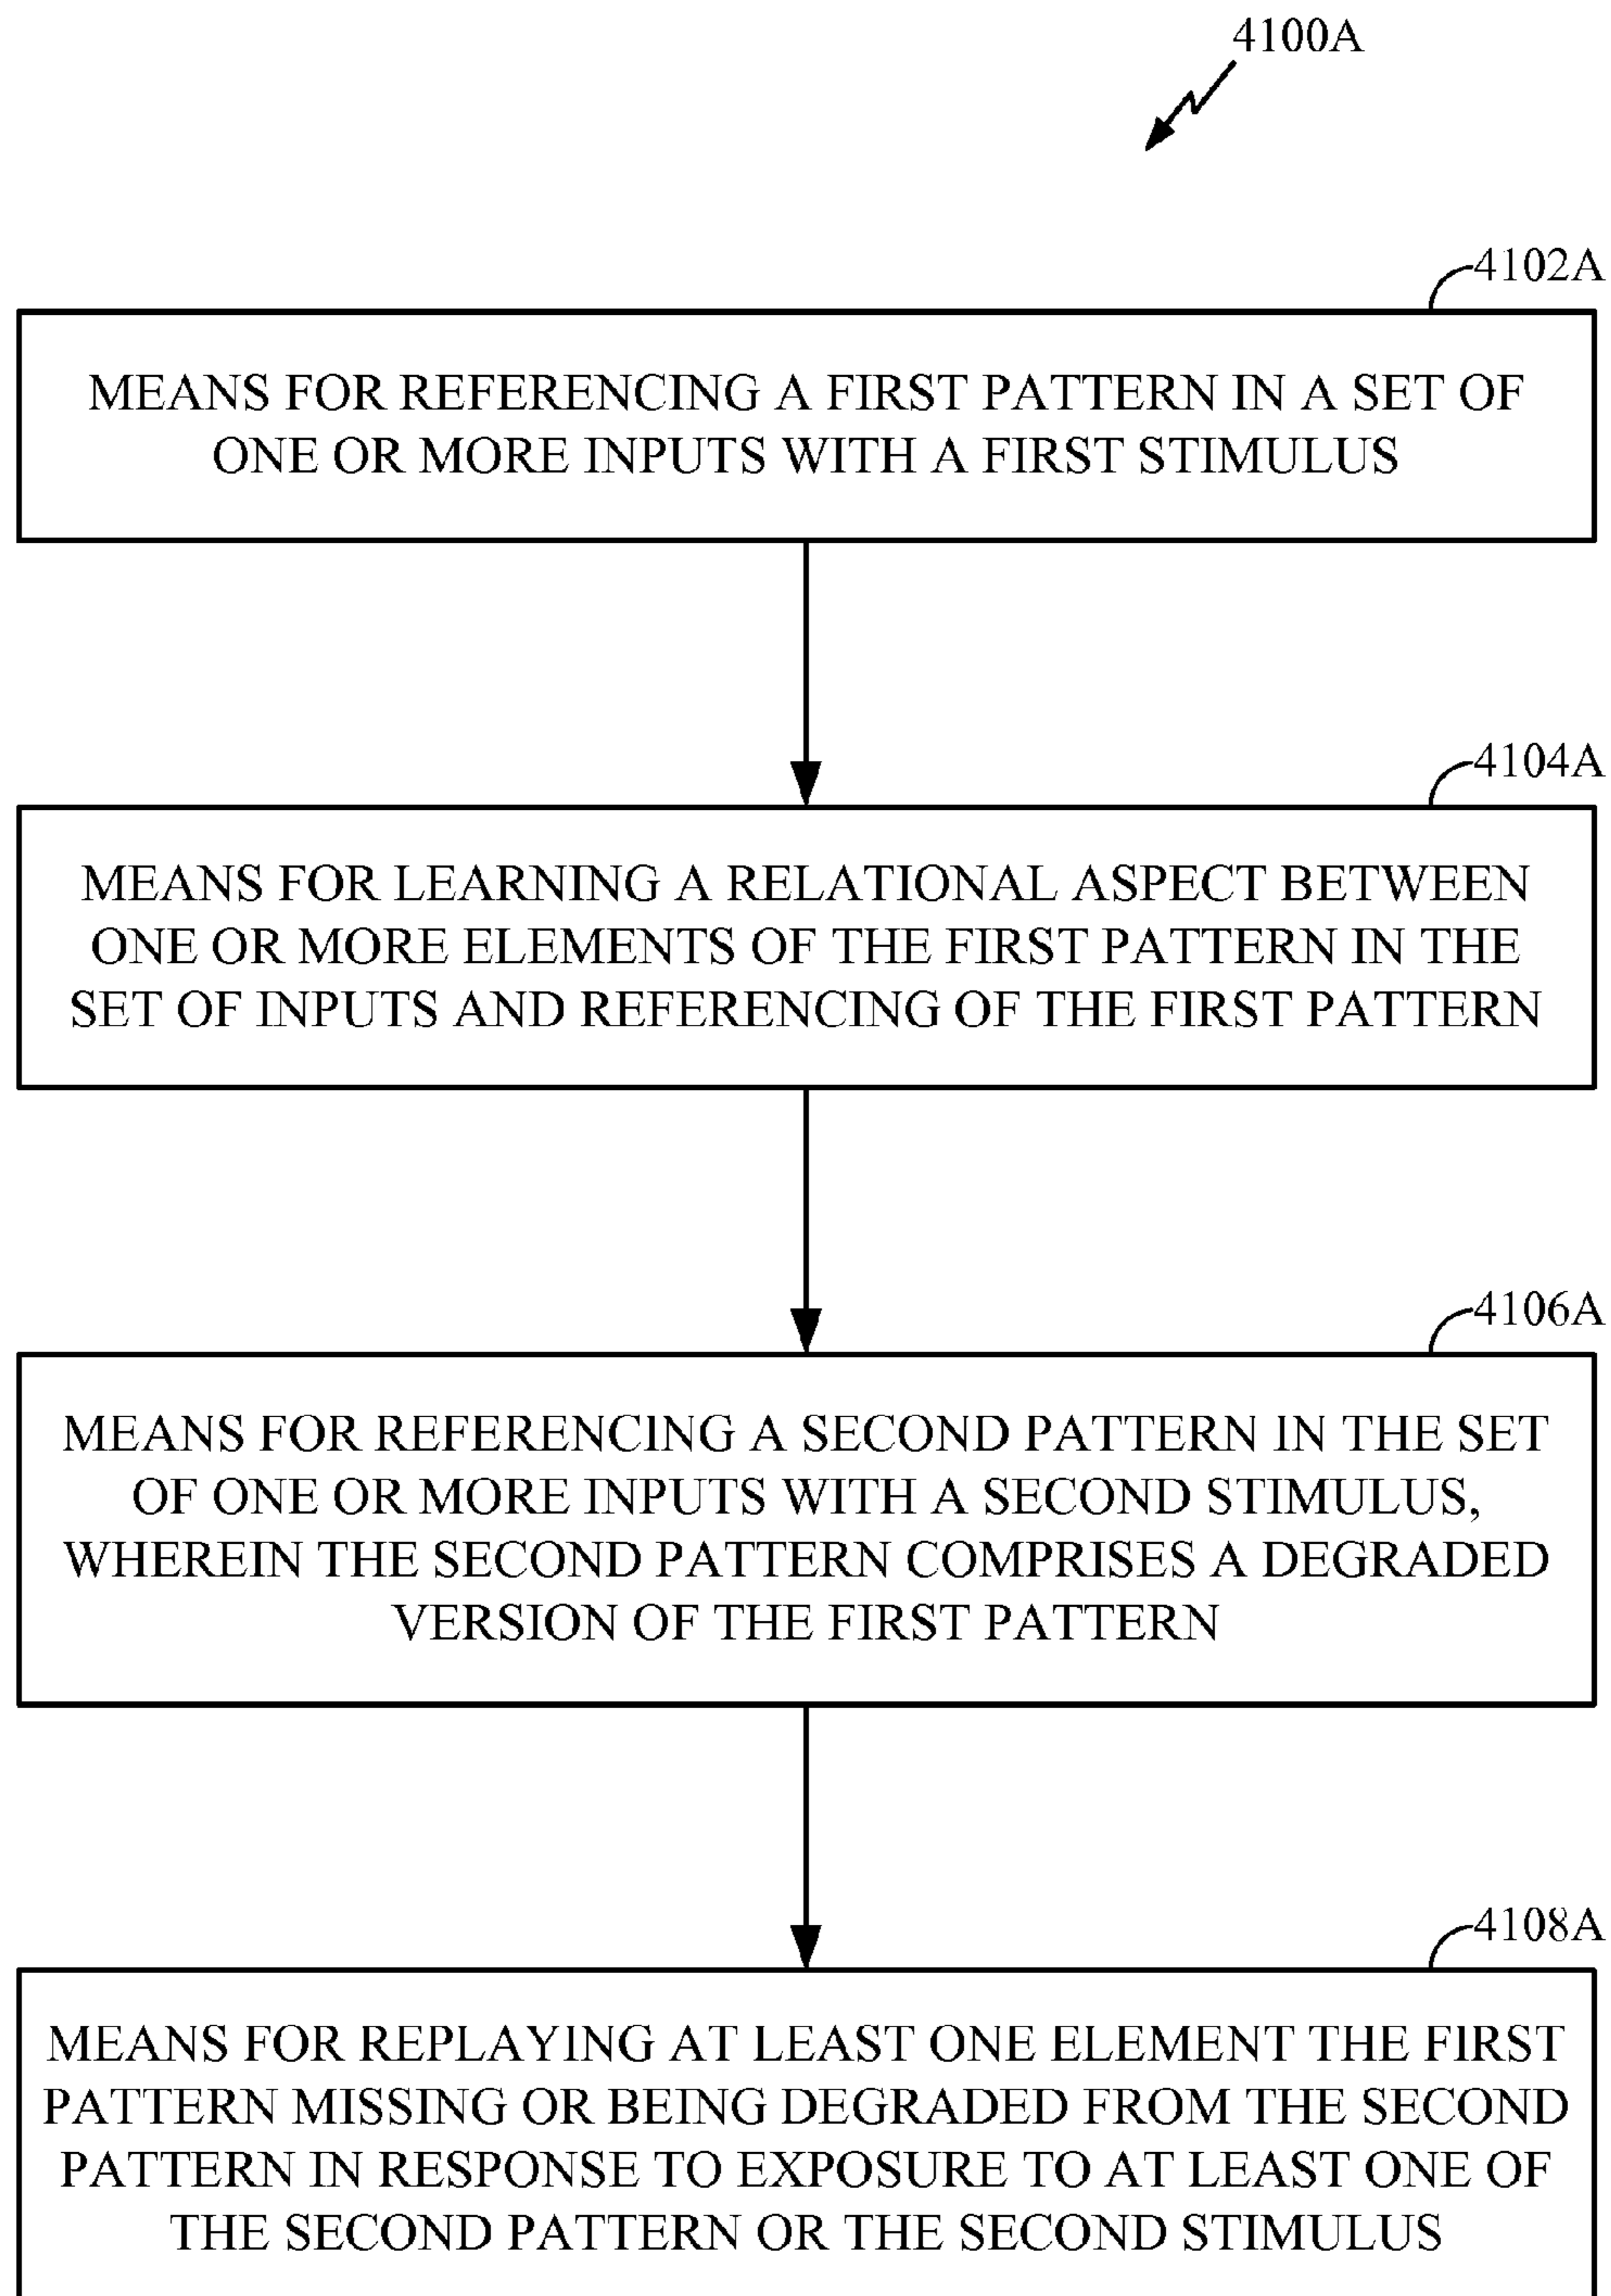 4100A
4102A
MEANS FOR REFERENCING A FIRST PATTERN IN A SET OF
ONE OR MORE INPUTS WITH A FIRST STIMULUS
4104A
MEANS FOR LEARNING A RELATIONAL ASPECT BETWEEN
ONE OR MORE ELEMENTS OF THE FIRST PATTERN IN THE
SET OF INPUTS AND REFERENCING OF THE FIRST PATTERN
4106A
MEANS FOR REFERENCING A SECOND PATTERN IN THE SET
OF ONE OR MORE INPUTS WITH A SECOND STIMULUS,
WHEREIN THE SECOND PATTERN COMPRISES A DEGRADED
VERSION OF THE FIRST PATTERN
4108A
MEANS FOR REPLAYING AT LEAST ONE ELEMENT THE FIRST
PATTERN MISSING OR BEING DEGRADED FROM THE SECOND
PATTERN IN RESPONSE TO EXPOSURE TO AT LEAST ONE OF
THE SECOND PATTERN OR THE SECOND STIMULUS